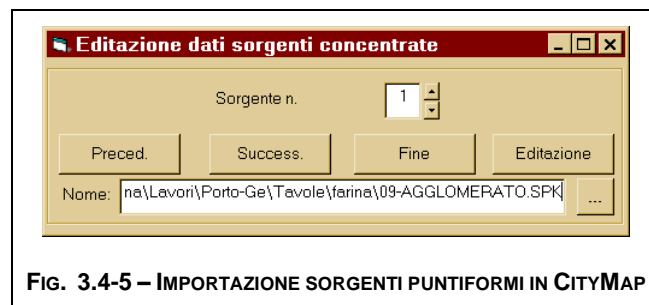 Editazione dati sorgenti concentrate
Sorgente n. 1
Preced. Success. Fine Editazione
Nome: na\Lavori\Porto-Ge\Tavole\farina\09-AGGLOMERATO.SPK ...
FIG. 3.4-5 – IMPORTAZIONE SORGENTI PUNTIFORMI IN CITYMAP